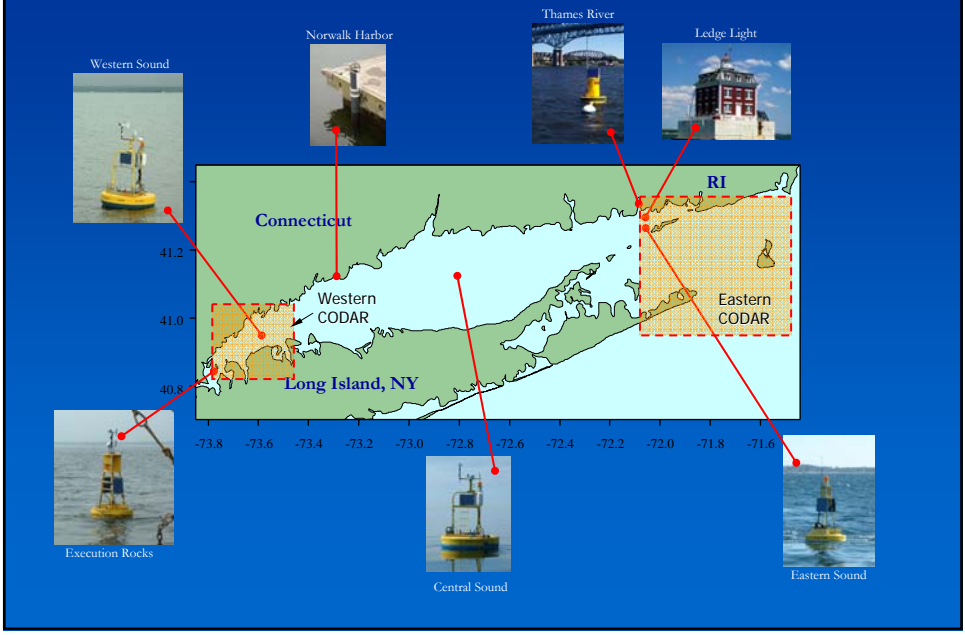 Thames River
Ledge Light
Norwalk Harbor
Western Sound
RI
Connecticut
41.2
Western
CODAR
Eastern
CODAR
41.0
Long Island, NY
40.8
-73.8
-73.6
-73.4
-73.2
-73.0
-72.8
-72.6
-72.4
-72.2
-72.0
-71.8
-71.6
Execution Rocks
Central Sound
Eastern Sound